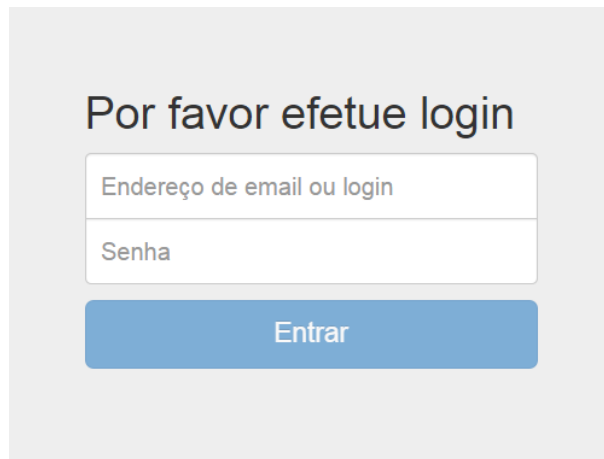 Por favor efetue login
Endereço de email ou login
Senha
Entrar